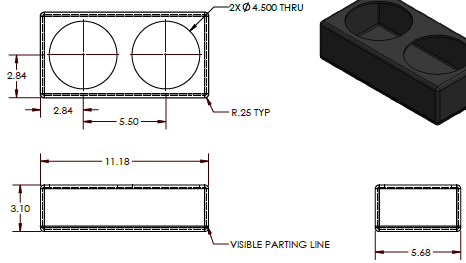 2X Ø 4.500 THRU
2.84
2.84
5.50
R.25 TYP
11.18
3.10
VISIBLE PARTING LINE
5.68